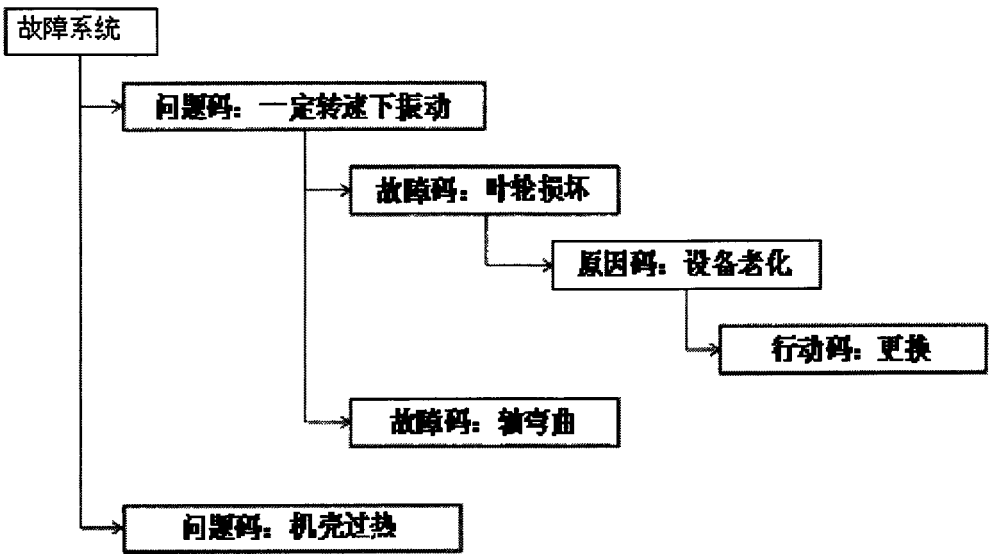 故障系统
问题码：一定转速下振动
故障码：叶轮损坏
原因码：设备老化
行动码：更换
故障码：轴弯曲
问题码：机壳过热